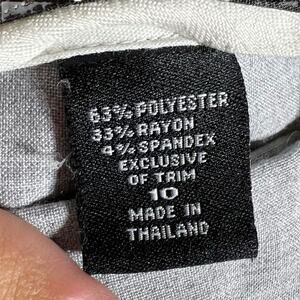 63% POLYESTER
33% RAYON
4% SPANDEX
EXCLUSIVE
OF TRIM
10
MADE IN
THAILAND